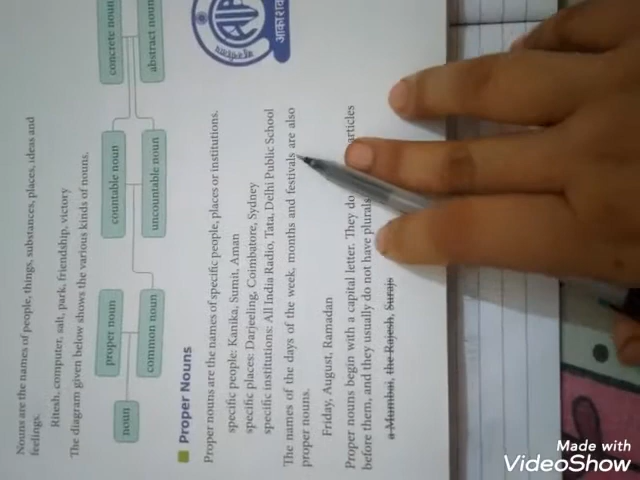 Nouns are the names of people, things, substances, places, ideas and
feelings.
Ritesh, computer, salt, park, friendship, victory
The diagram given below shows the various kinds of nouns.
noun
proper noun
common noun
countable noun
uncountable noun
concrete noun
abstract noun
Proper Nouns
Proper nouns are the names of specific people, places or institutions.
specific people: Kanika, Sumit, Aman
specific places: Darjeeling, Coimbatore, Sydney
specific institutions: All India Radio, Tata, Delhi Public School
The names of the days of the week, months and festivals are also
proper nouns.
Friday, August, Ramadan
Proper nouns begin with a capital letter. They do articles
before them, and they usually do not have plurals
a Mumbai, the Rajesh, Surajs
Made with
VideoShow